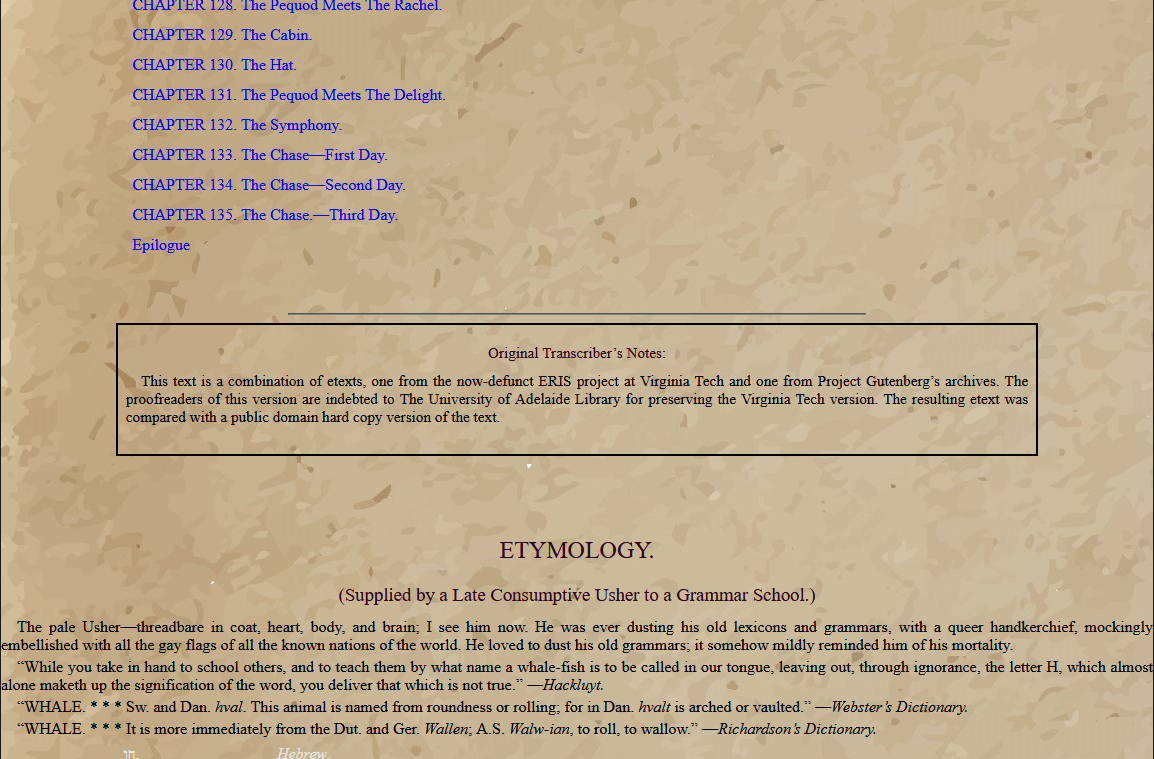 CHAPTER 128. The Pequod Meets The Rachel.
CHAPTER 129. The Cabin.
CHAPTER 130. The Hat.
CHAPTER 131. The Pequod Meets The Delight.
CHAPTER 132. The Symphony.
CHAPTER 133. The Chase—First Day.
CHAPTER 134. The Chase—Second Day.
CHAPTER 135. The Chase.—Third Day.
Epilogue
Original Transcriber’s Notes:
This text is a combination of etexts, one from the now-defunct ERIS project at Virginia Tech and one from Project Gutenberg’s archives. The
proofreaders of this version are indebted to The University of Adelaide Library for preserving the Virginia Tech version. The resulting etext was
compared with a public domain hard copy version of the text.
ETYMOLOGY.
(Supplied by a Late Consumptive Usher to a Grammar School.)
The pale Usher—threadbare in coat, heart, body, and brain; I see him now. He was ever dusting his old lexicons and grammars, with a queer handkerchief, mockingly
embellished with all the gay flags of all the known nations of the world. He loved to dust his old grammars; it somehow mildly reminded him of his mortality.
“While you take in hand to school others, and to teach them by what name a whale-fish is to be called in our tongue, leaving out, through ignorance, the letter H, which almost
alone maketh up the signification of the word, you deliver that which is not true.” —Hackluyt.
“WHALE. * * * Sw. and Dan. hval. This animal is named from roundness or rolling; for in Dan. hvalt is arched or vaulted.” —Webster’s Dictionary.
“WHALE. * * * It is more immediately from the Dut. and Ger. Wallen; A.S. Walw-ian, to roll, to wallow.” —Richardson’s Dictionary.
חו, Hebrew.